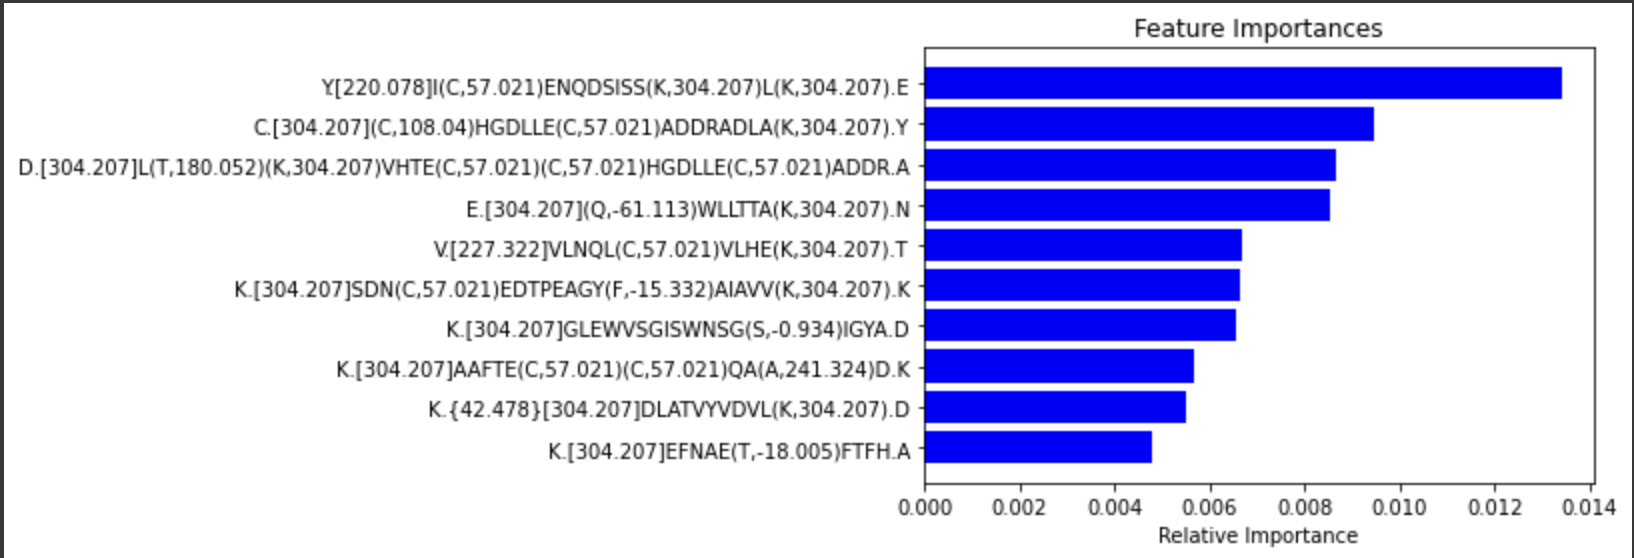 Feature Importances
Y.[220.078]I(C,57.021)ENQDSISS(K,304.207)L(K,304.207).E
C.[304.207](C,108.04)HGDLLE(C,57.021)ADDRADLA(K,304.207).Y
D.[304.207]L(T,180.052)(K,304.207)VHTE(C,57.021)(C,57.021)HGDLLE(C,57.021)ADDR.A
E.[304.207](Q,-61.113)WLLTTA(K,304.207).N
V.[227.322]VLNQL(C,57.021)VLHE(K,304.207).T
K.[304.207]SDN(C,57.021)EDTPEAGY(F,-15.332)AIAVV(K,304.207).K
K.[304.207]GLEWVSGISWNSG(S,-0.934)IGYA.D
K.[304.207]AAFTE(C,57.021)(C,57.021)QA(A,241.324)D.K
K.{42.478}[304.207]DLATVYVDVL(K,304.207).D
K.[304.207]EFNAE(T,-18.005)FTFH.A
0.000 0.002 0.004 0.006 0.008 0.010 0.012 0.014
Relative Importance